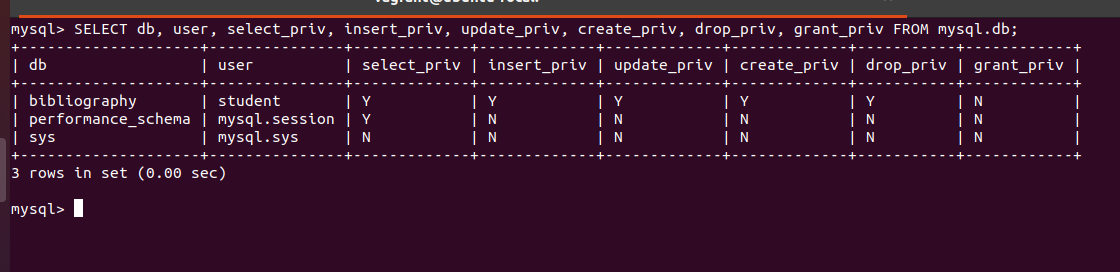 mysql> SELECT db, user, select_priv, insert_priv, update_priv, create_priv, drop_priv, grant_priv FROM mysql.db;
+--------------------+---------------+-------------+-------------+-------------+-------------+-----------+------------+
| db                 | user          | select_priv | insert_priv | update_priv | create_priv | drop_priv | grant_priv |
+--------------------+---------------+-------------+-------------+-------------+-------------+-----------+------------+
| bibliography       | student       | Y           | Y           | Y           | Y           | Y         | N          |
| performance_schema | mysql.session | Y           | N           | N           | N           | N         | N          |
| sys                | mysql.sys     | N           | N           | N           | N           | N         | N          |
+--------------------+---------------+-------------+-------------+-------------+-------------+-----------+------------+
3 rows in set (0.00 sec)
mysql>